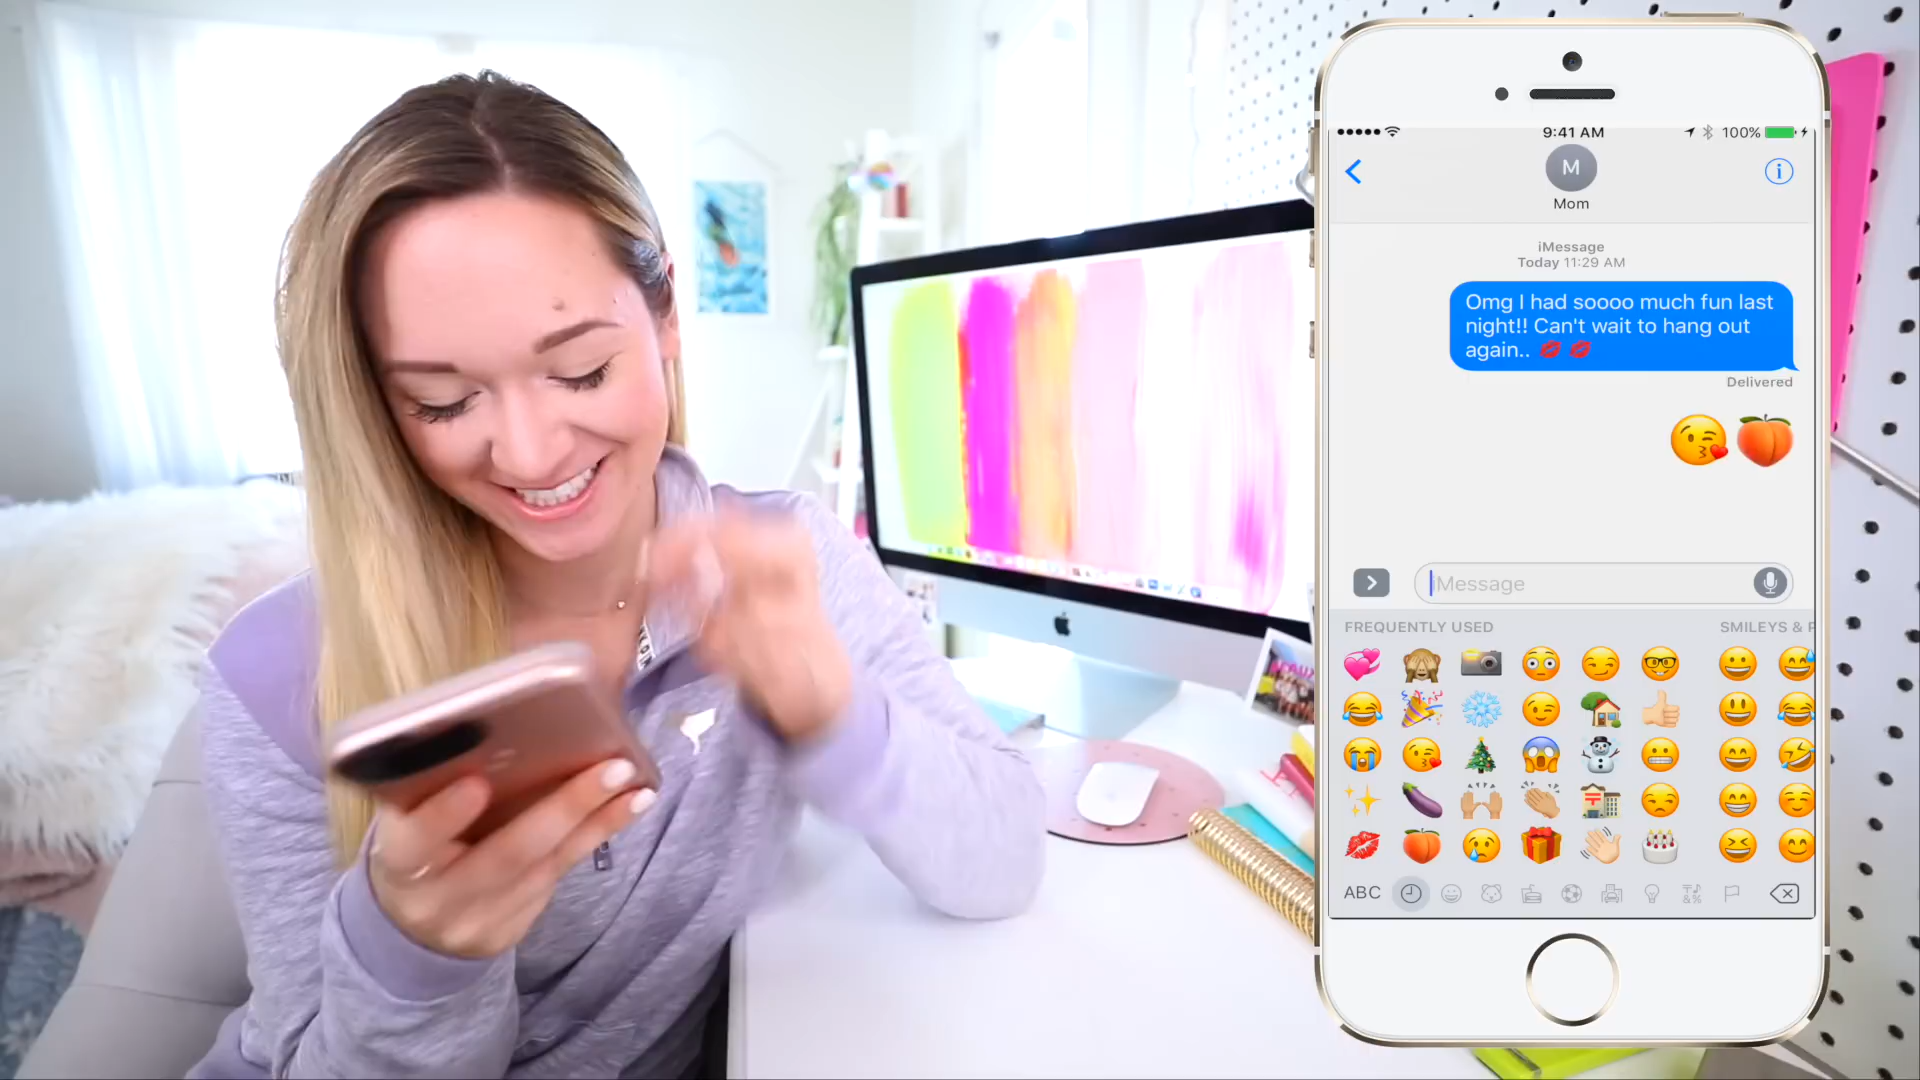 9:41 AM
100%
M
Mom
iMessage
Today 11:29 AM
Omg I had soooo much fun last
night!! Can't wait to hang out
again.. 💋 💋
Delivered
😘 🍑
iMessage
FREQUENTLY USED
SMILEYS & P
ABC